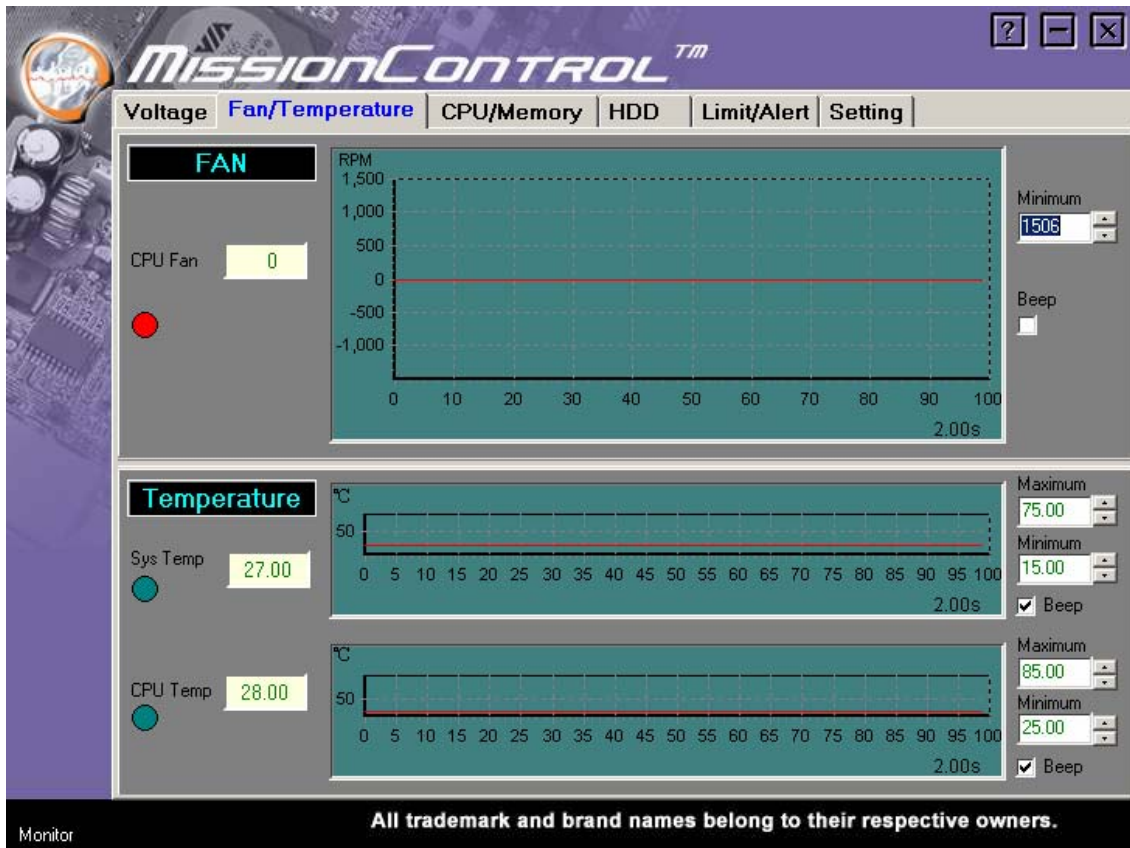 MissionControl™
? – X
Voltage Fan/Temperature CPU/Memory HDD Limit/Alert Setting
FAN
RPM
1,500
1,000
500
0
-500
-1,000
0 10 20 30 40 50 60 70 80 90 100
2.00s
CPU Fan 0
Minimum
1506
Beep
Temperature
°C
50
0 5 10 15 20 25 30 35 40 45 50 55 60 65 70 75 80 85 90 95 100
2.00s
Sys Temp 27.00
Maximum
75.00
Minimum
15.00
Beep
°C
50
0 5 10 15 20 25 30 35 40 45 50 55 60 65 70 75 80 85 90 95 100
2.00s
CPU Temp 28.00
Maximum
85.00
Minimum
25.00
Beep
Monitor
All trademark and brand names belong to their respective owners.